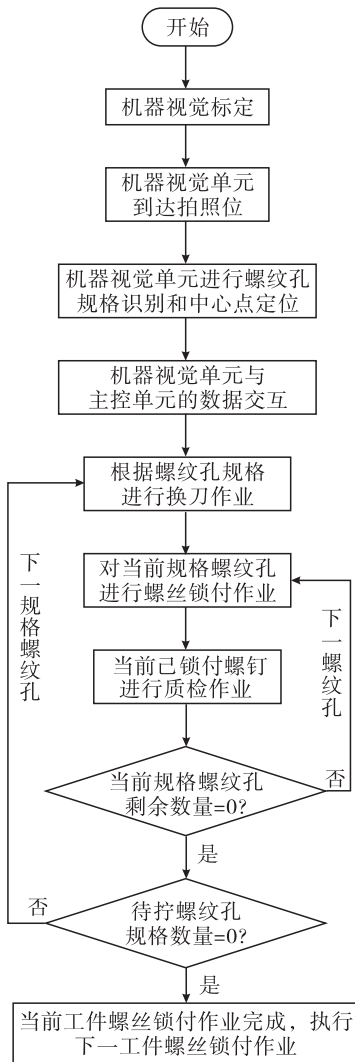 开始
机器视觉标定
机器视觉单元
到达拍照位
机器视觉单元进行螺纹孔
规格识别和中心点定位
机器视觉单元与
主控单元的数据交互
根据螺纹孔规格
进行换刀作业
对当前规格螺纹孔
进行螺丝锁付作业
当前已锁付螺钉
进行质检作业
当前规格螺纹孔
剩余数量=0?
否
下一螺纹孔
是
待拧螺纹孔
规格数量=0?
否
下一规格螺纹孔
是
当前工件螺丝锁付作业完成，执行
下一工件螺丝锁付作业